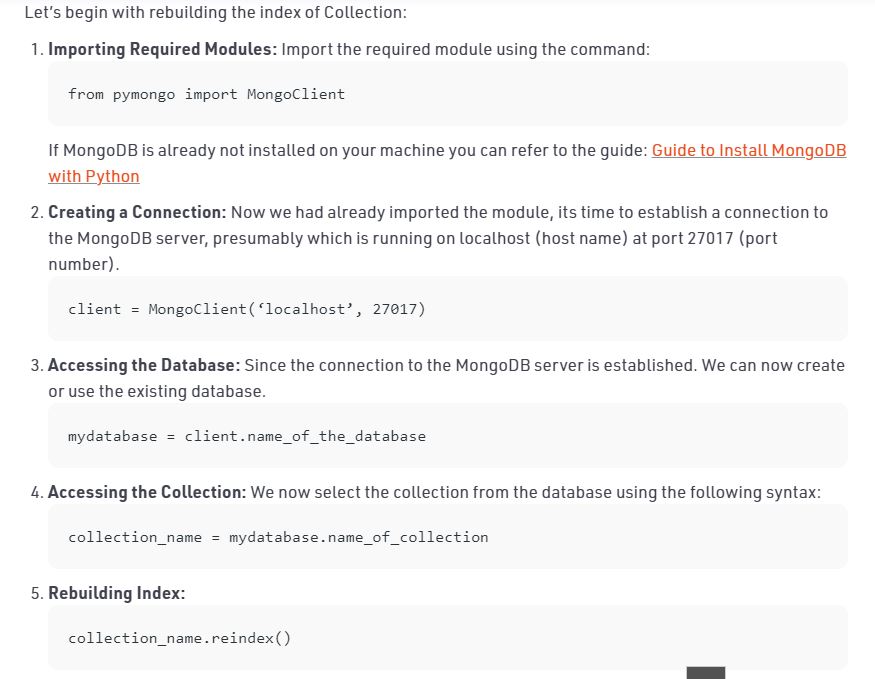 Let's begin with rebuilding the index of Collection:
1. Importing Required Modules: Import the required module using the command:
from pymongo import MongoClient
If MongoDB is already not installed on your machine you can refer to the guide: Guide to Install MongoDB
with Python
2. Creating a Connection: Now we had already imported the module, its time to establish a connection to
the MongoDB server, presumably which is running on localhost (host name) at port 27017 (port
number).
client = MongoClient(‘localhost’, 27017)
3. Accessing the Database: Since the connection to the MongoDB server is established. We can now create
or use the existing database.
mydatabase = client.name_of_the_database
4. Accessing the Collection: We now select the collection from the database using the following syntax:
collection_name = mydatabase.name_of_collection
5. Rebuilding Index:
collection_name.reindex()